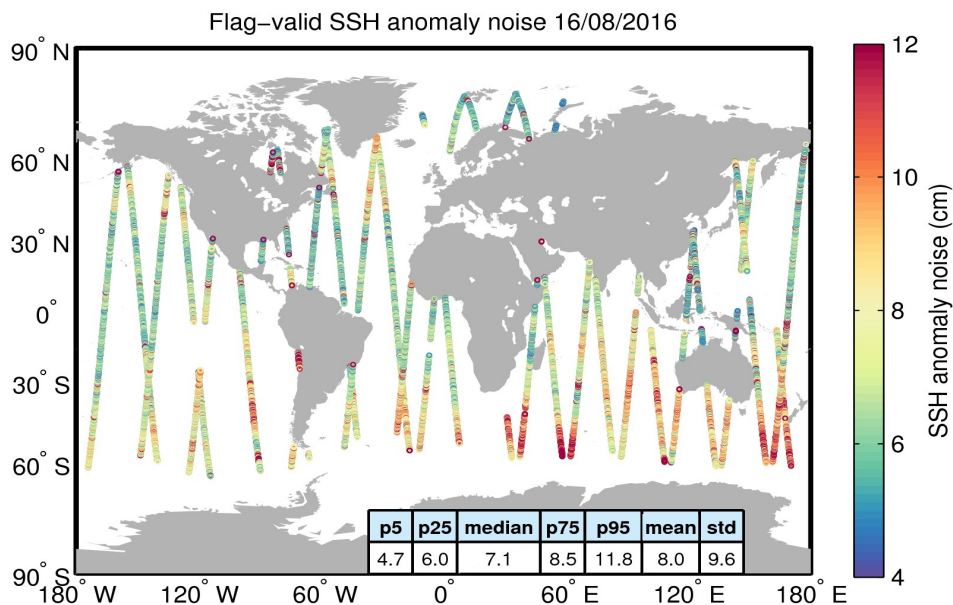 Flag−valid SSH anomaly noise 16/08/2016
90° N
60° N
30° N
0°
30° S
60° S
90° S
180° W
120° W
60° W
0°
60° E
120° E
180° E
p5 p25 median p75 p95 mean std
4.7 6.0 7.1 8.5 11.8 8.0 9.6
12
10
8
6
4
SSH anomaly noise (cm)